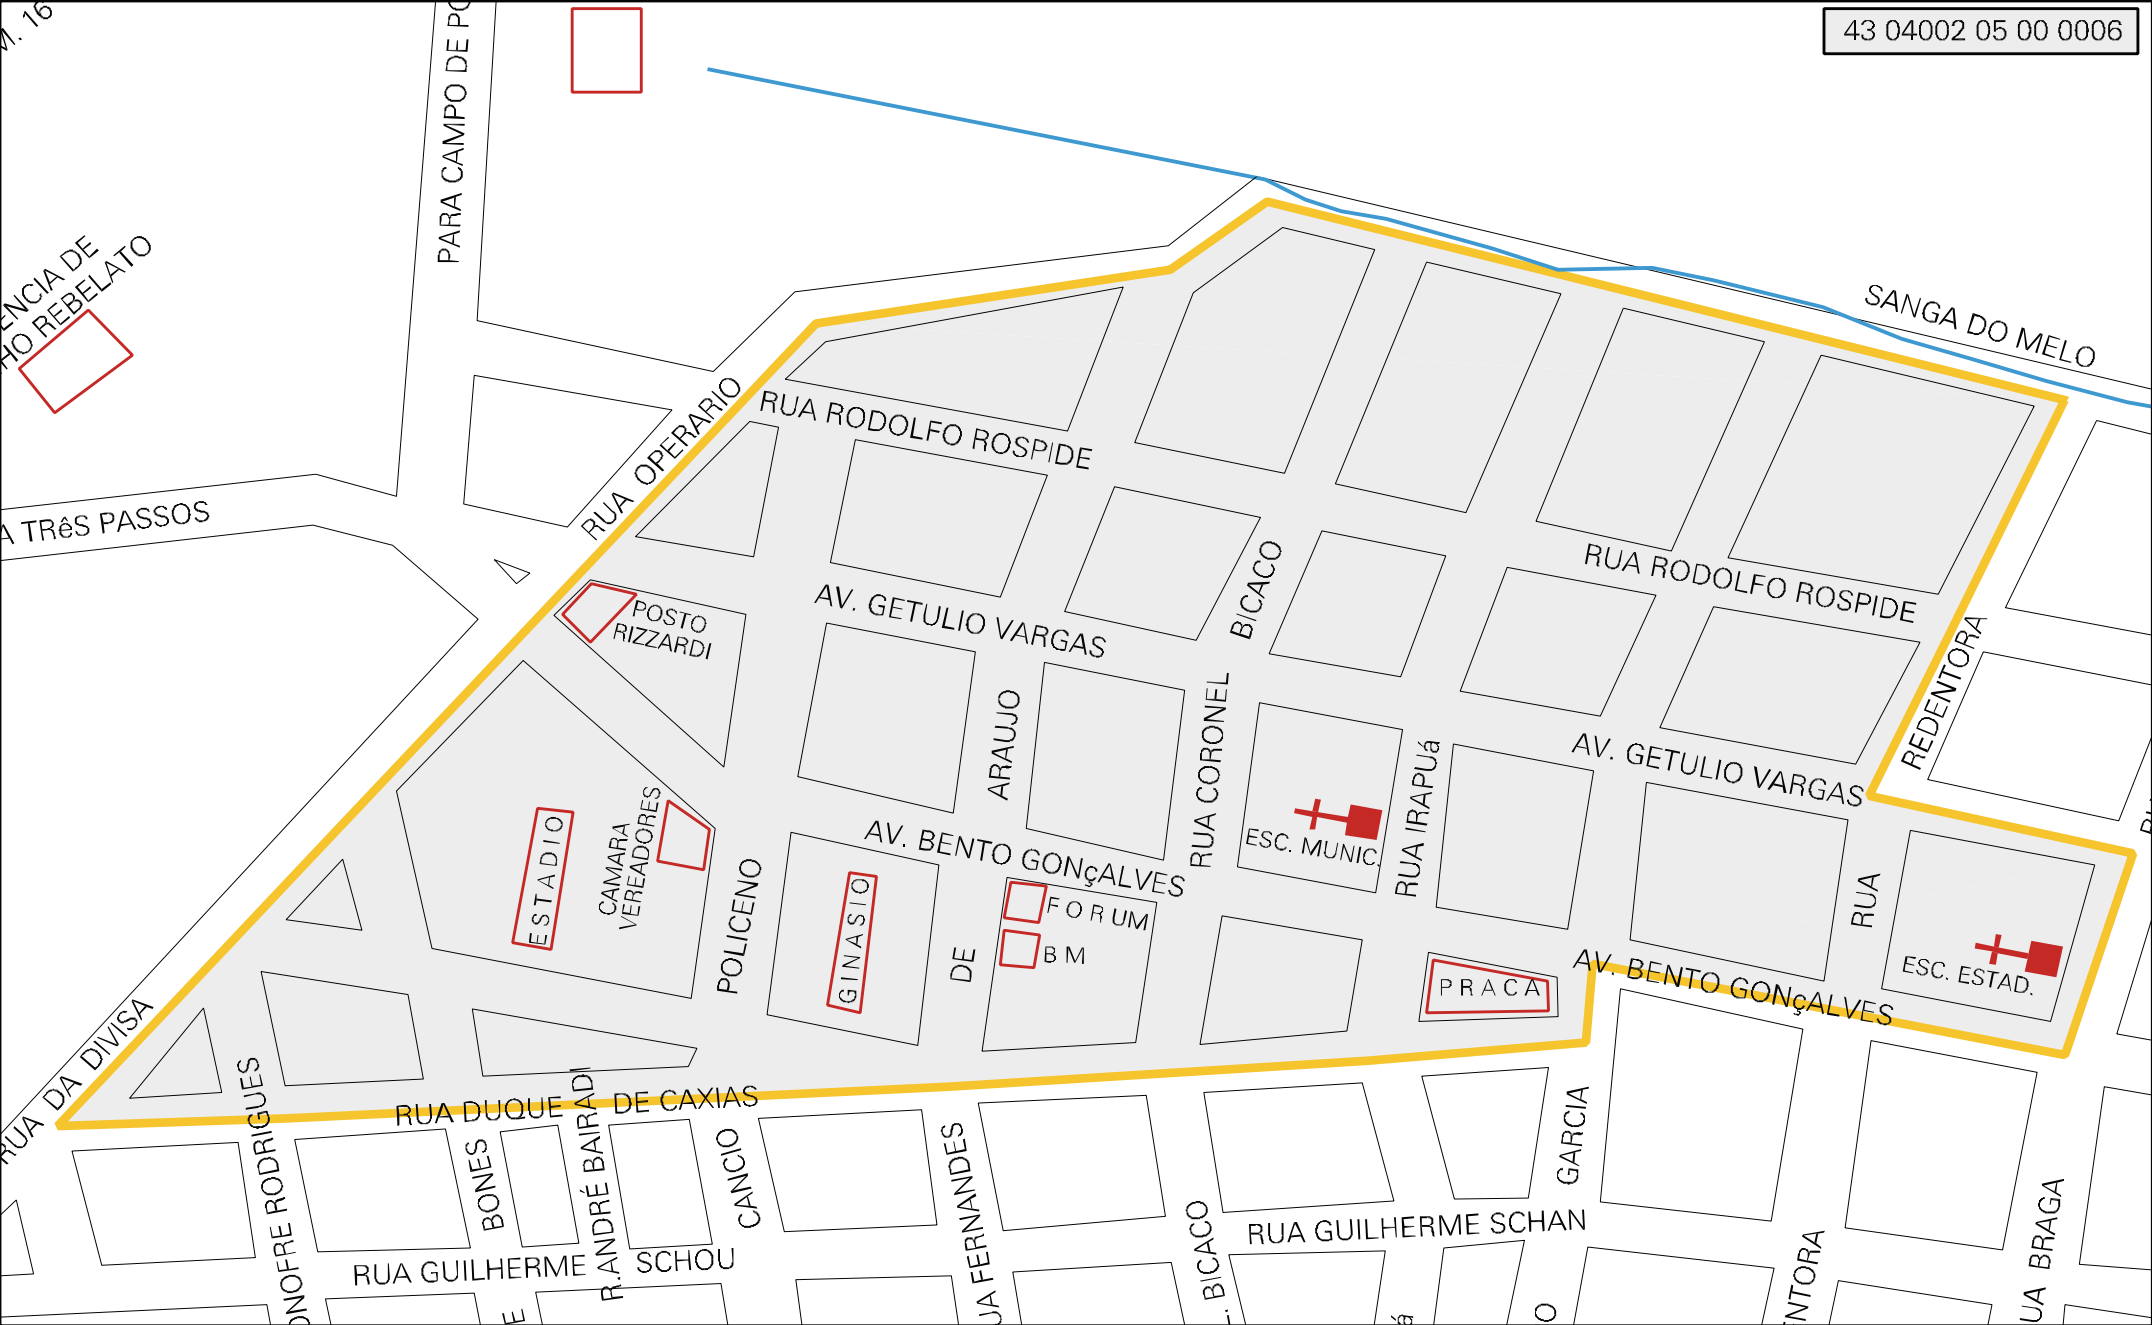 M. 16
PARA CAMPO DE PO
43 04002 05 00 0006
ENCIA DE
HO REBELATO
SANGA DO MELO
RUA OPERARIO
RUA RODOLFO ROSPIDE
A TRêS PASSOS
RUA RODOLFO ROSPIDE
POSTO
RIZZARDI
AV. GETULIO VARGAS
BICACO
REDENTORA
ARAUJO
RUA CORONEL
AV. GETULIO VARGAS
RUA IRAPUá
ESC. MUNIC.
AV. BENTO GONçALVES
ESTADIO
CAMARA
VEREADORES
POLICENO
GINASIO
DE
FORUM
BM
RUA
ESC. ESTAD.
PRACA
AV. BENTO GONçALVES
RUA DA DIVISA
RUA DUQUE DE CAXIAS
ONOFRE RODRIGUES
BONES
R.ANDRÉ BAIRADI
CANCIO
UA FERNANDES
. BICACO
GARCIA
RUA GUILHERME SCHOU
RUA GUILHERME SCHAN
NTORA
UA BRAGA
E
á
O